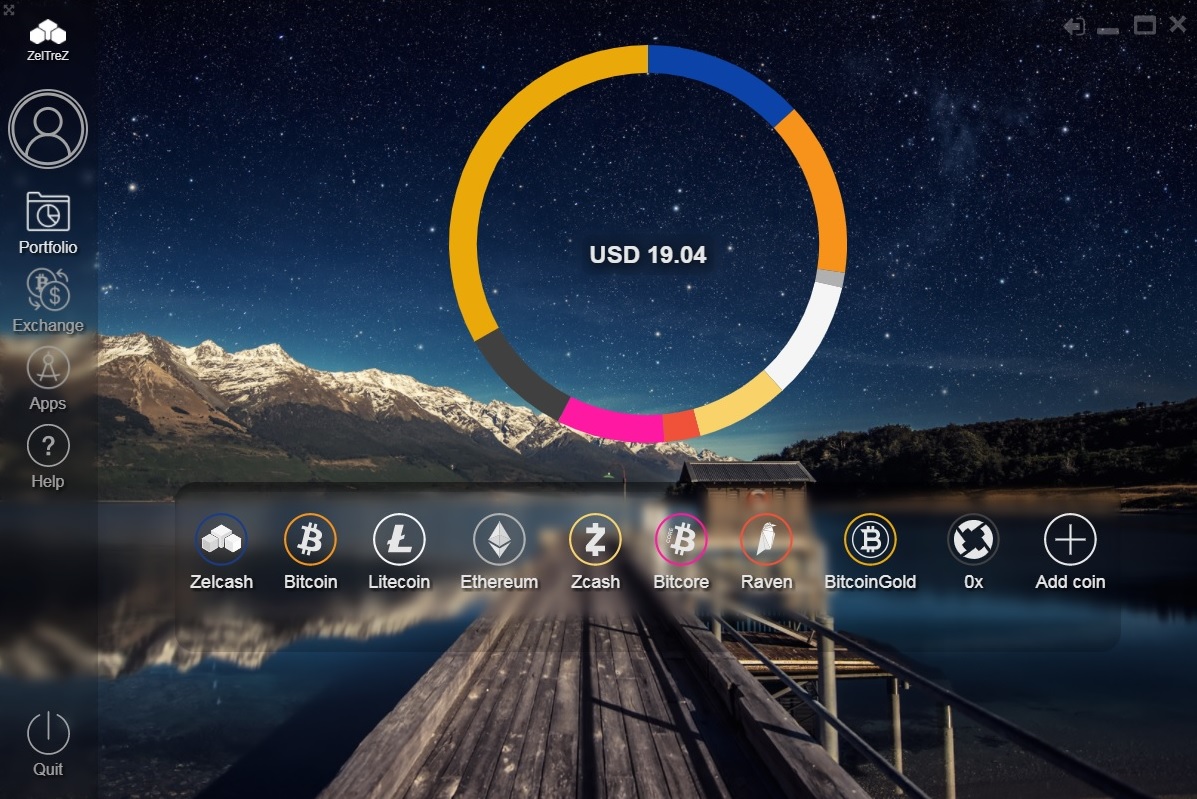 ZelTreZ
Portfolio
Exchange
Apps
Help
Quit
USD 19.04
Zelcash
Bitcoin
Litecoin
Ethereum
Zcash
Bitcore
Raven
BitcoinGold
0x
Add coin